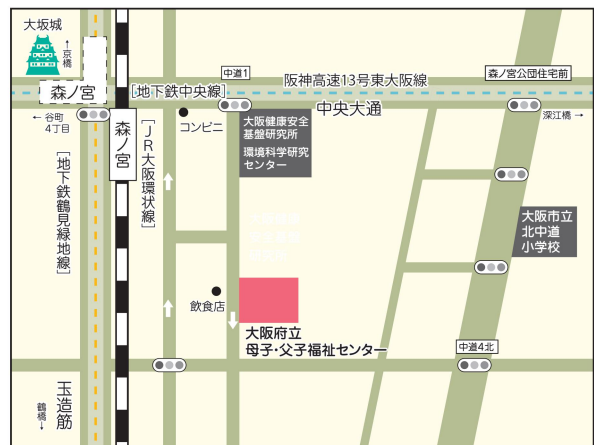 大坂城
↑京橋
森ノ宮
← 谷町
4丁目
[地下鉄鶴見緑地線]
森ノ宮
[JR大阪環状線]
[地下鉄中央線]
中道1
阪神高速13号東大阪線
森ノ宮公団住宅前
中央大通
深江橋 →
コンビニ
大阪健康安全
基盤研究所
環境科学研究
センター
大阪市立
北中道
小学校
飲食店
大阪府立
母子・父子福祉センター
中道4北
玉造筋
鶴橋↓